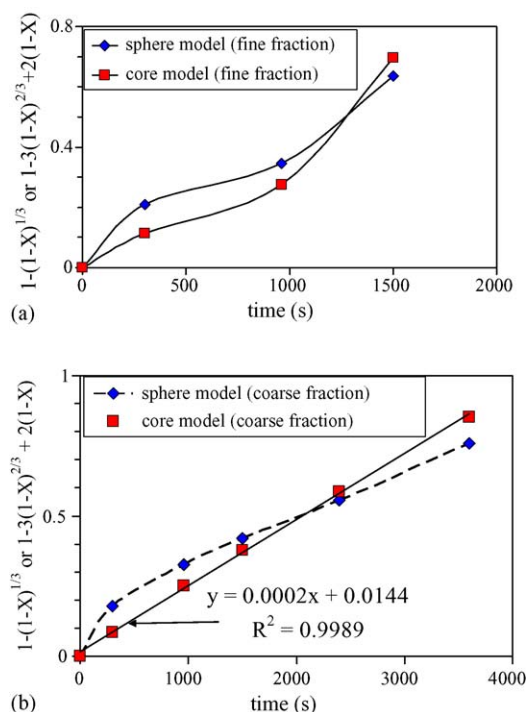 0.8
sphere model (fine fraction)
core model (fine fraction)
0.4
0
0 500 1000 1500 2000
time (s)
1-(1-X)^{1/3} or 1-3(1-X)^{2/3}+2(1-X)
(a)
1
sphere model (coarse fraction)
core model (coarse fraction)
0.5
y = 0.0002x + 0.0144
R² = 0.9989
0
0 1000 2000 3000 4000
time (s)
1-(1-X)^{1/3} or 1-3(1-X)^{2/3} + 2(1-X)
(b)